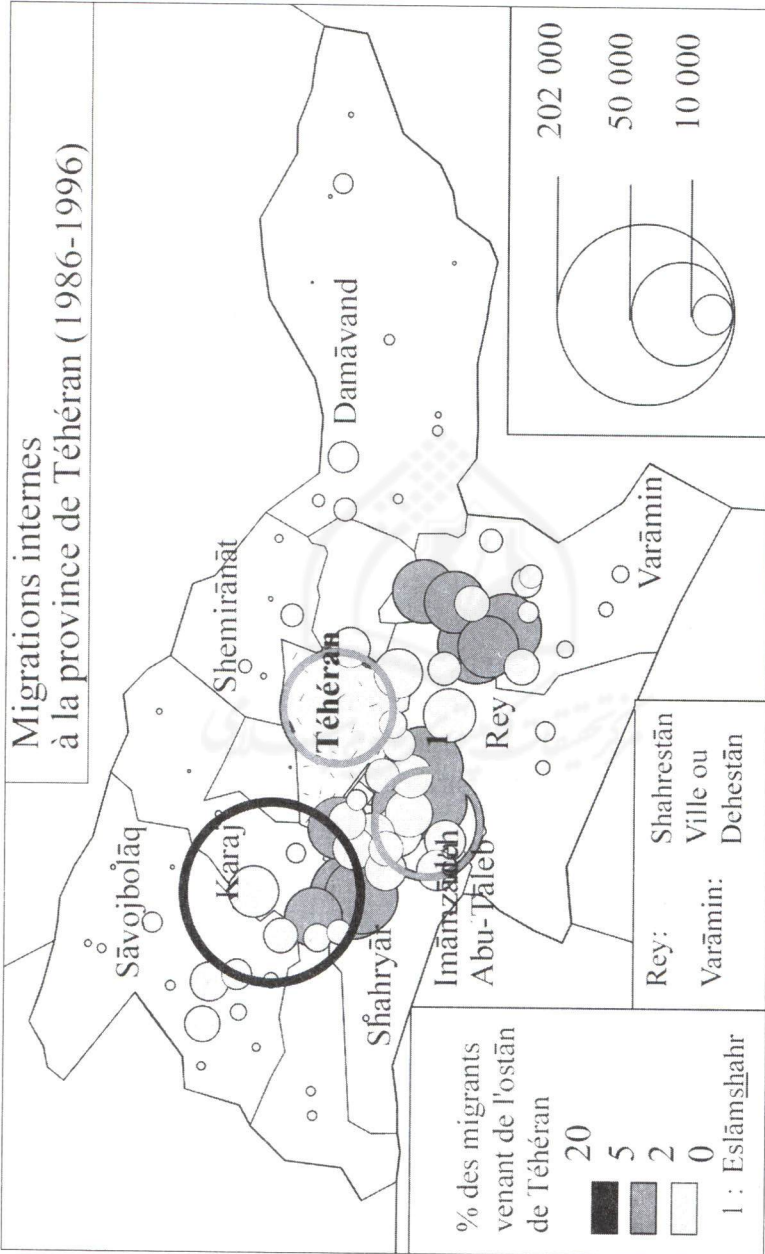 Migrations internes
à la province de Téhéran (1986-1996)
Sāvojbolāq
Shemirānāt
Karaj
Damāvand
Téhéran
Shahryār
1
Imāmzādeh
Abu-Tāleb
Rey
Varāmin
% des migrants
venant de l'ostān
de Téhéran
20
5
2
0
1 : Eslāmshahr
Rey: Shahrestān
Varāmin: Ville ou
Dehestān
202 000
50 000
10 000